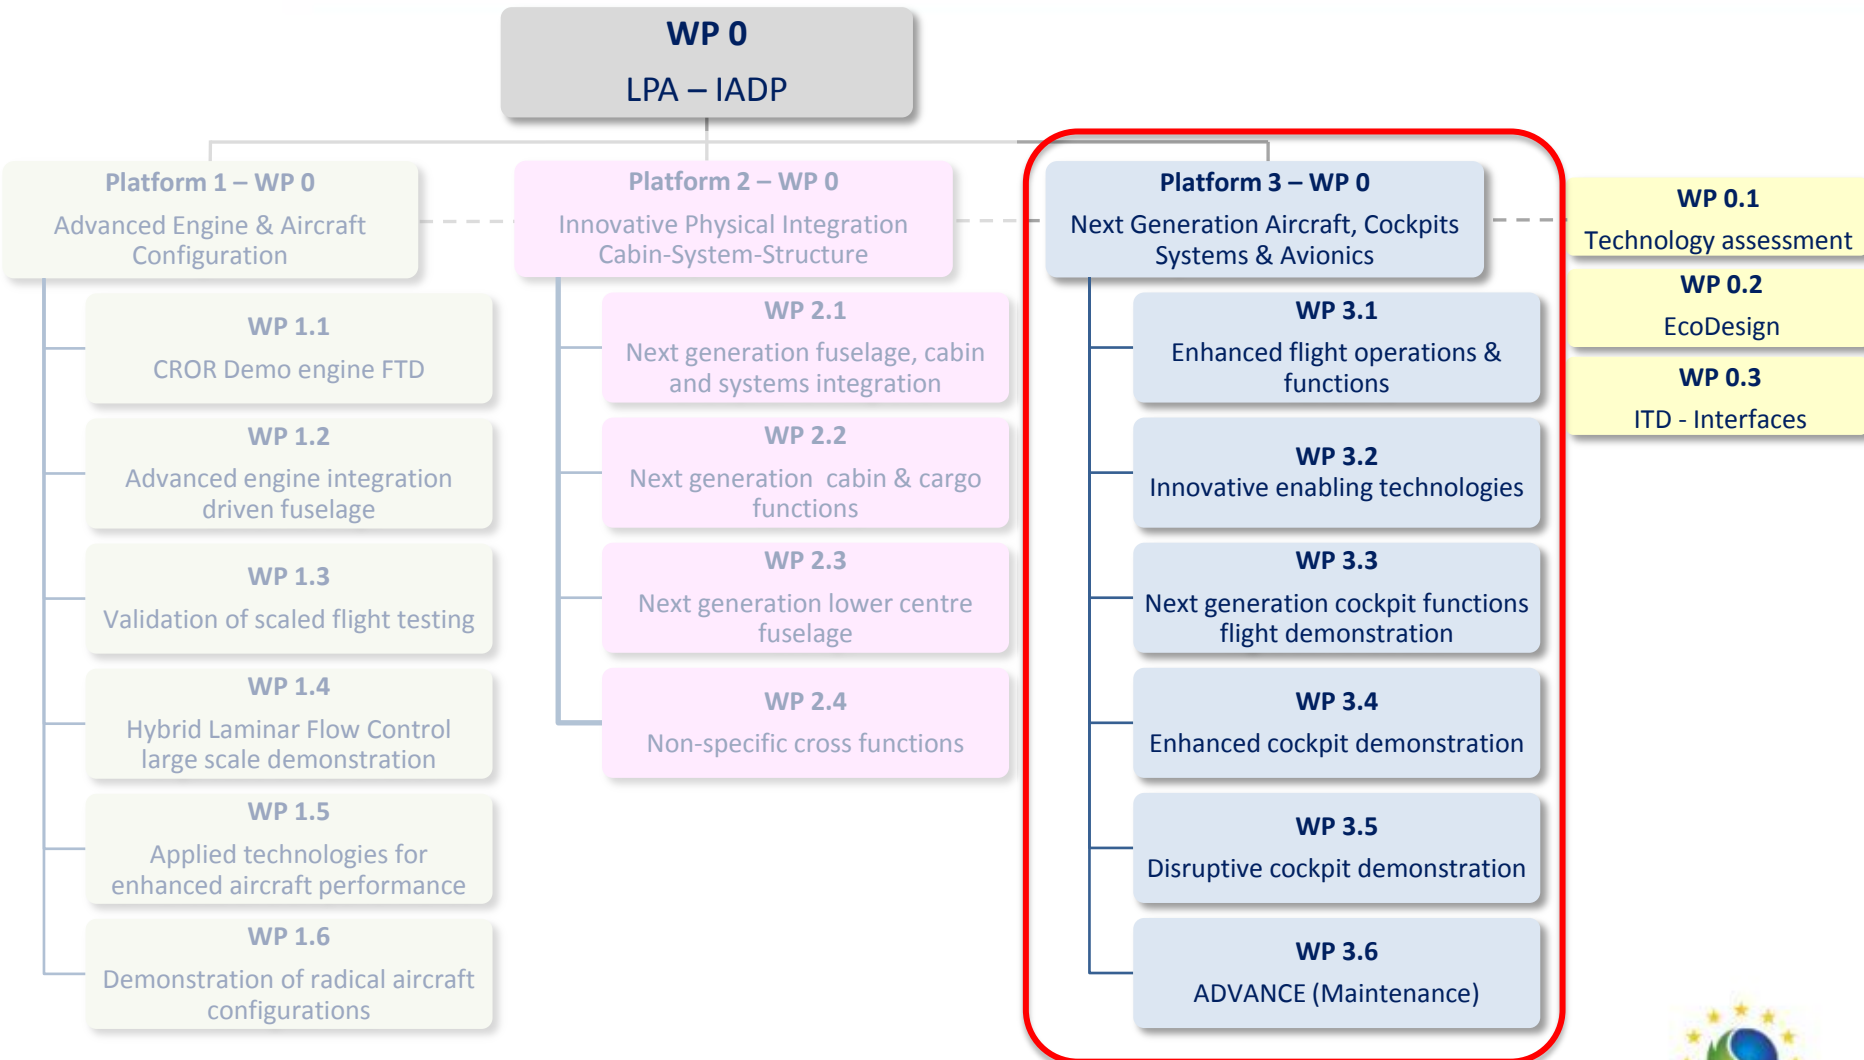 WP 0
LPA – IADP
Platform 1 – WP 0
Advanced Engine & Aircraft
Configuration
WP 1.1
CROR Demo engine FTD
WP 1.2
Advanced engine integration
driven fuselage
WP 1.3
Validation of scaled flight testing
WP 1.4
Hybrid Laminar Flow Control
large scale demonstration
WP 1.5
Applied technologies for
enhanced aircraft performance
WP 1.6
Demonstration of radical aircraft
configurations
Platform 2 – WP 0
Innovative Physical Integration
Cabin-System-Structure
WP 2.1
Next generation fuselage, cabin
and systems integration
WP 2.2
Next generation cabin & cargo
functions
WP 2.3
Next generation lower centre
fuselage
WP 2.4
Non-specific cross functions
Platform 3 – WP 0
Next Generation Aircraft, Cockpits
Systems & Avionics
WP 3.1
Enhanced flight operations &
functions
WP 3.2
Innovative enabling technologies
WP 3.3
Next generation cockpit functions
flight demonstration
WP 3.4
Enhanced cockpit demonstration
WP 3.5
Disruptive cockpit demonstration
WP 3.6
ADVANCE (Maintenance)
WP 0.1
Technology assessment
WP 0.2
EcoDesign
WP 0.3
ITD - Interfaces